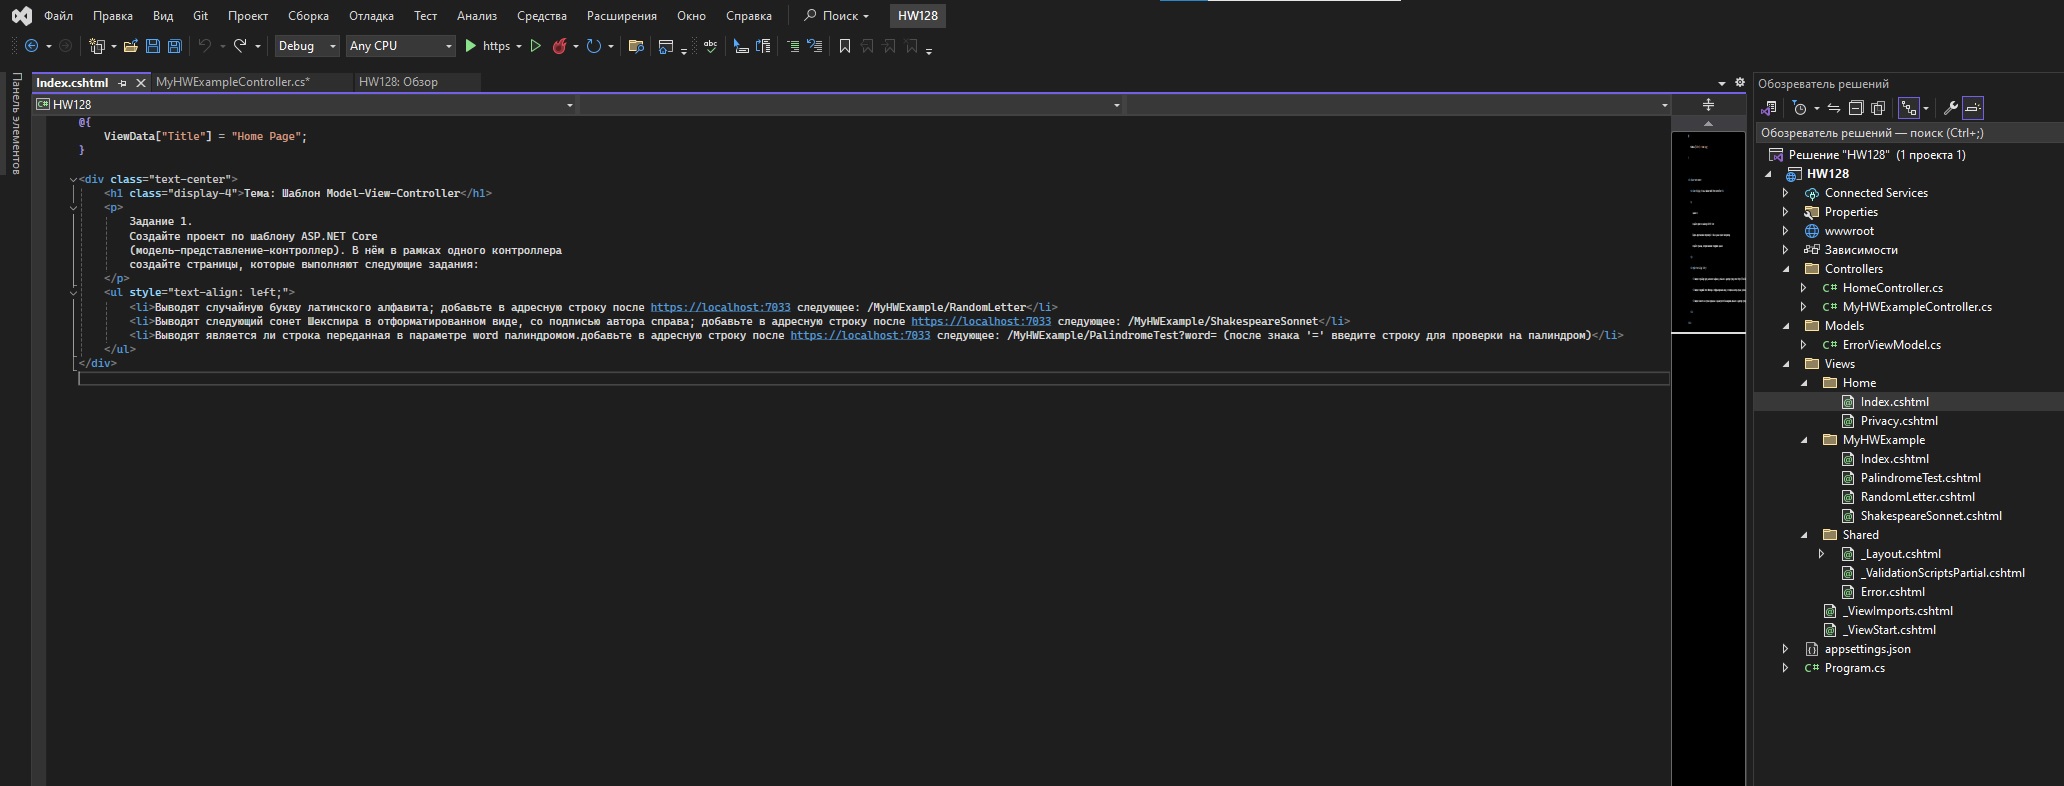 Файл Правка Вид Git Проект Сборка Отладка Тест Анализ Средства Расширения Окно Справка Поиск HW128
Debug Any CPU https
Панель элементов
Index.cshtml MyHWExampleController.cs* HW128: Обзор
HW128
@{
ViewData["Title"] = "Home Page";
}
<div class="text-center">
<h1 class="display-4">Тема: Шаблон Model-View-Controller</h1>
<p>
Задание 1.
Создайте проект по шаблону ASP.NET Core
(модель-представление-контроллер). В нём в рамках одного контроллера
создайте страницы, которые выполняют следующие задания:
</p>
<ul style="text-align: left;">
<li>Выводят случайную букву латинского алфавита; добавьте в адресную строку после https://localhost:7033 следующее: /MyHWExample/RandomLetter</li>
<li>Выводят следующий сонет Шекспира в отформатированном виде, со подписью автора справа; добавьте в адресную строку после https://localhost:7033 следующее: /MyHWExample/ShakespeareSonnet</li>
<li>Выводят является ли строка переданная в параметре word палиндромом.добавьте в адресную строку после https://localhost:7033 следующее: /MyHWExample/PalindromeTest?word= (после знака '=' введите строку для проверки на палиндром)</li>
</ul>
</div>
Обозреватель решений
Обозреватель решений — поиск (Ctrl+;)
Решение "HW128" (1 проекта 1)
HW128
Connected Services
Properties
wwwroot
Зависимости
Controllers
C# HomeController.cs
C# MyHWExampleController.cs
Models
C# ErrorViewModel.cs
Views
Home
Index.cshtml
Privacy.cshtml
MyHWExample
Index.cshtml
PalindromeTest.cshtml
RandomLetter.cshtml
ShakespeareSonnet.cshtml
Shared
_Layout.cshtml
_ValidationScriptsPartial.cshtml
Error.cshtml
_ViewImports.cshtml
_ViewStart.cshtml
appsettings.json
C# Program.cs